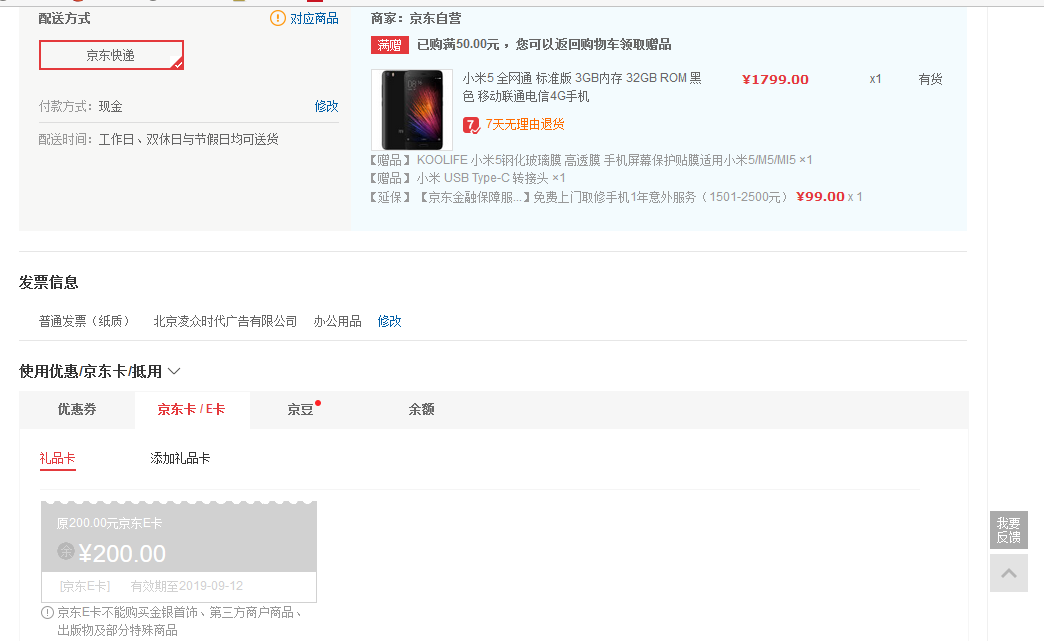 配送方式
对应商品
京东快递
付款方式：现金 修改
配送时间：工作日、双休日与节假日均可送货
商家：京东自营
满赠 已购满50.00元，您可以返回购物车领取赠品
小米5 全网通 标准版 3GB内存 32GB ROM 黑
色 移动联通电信4G手机
¥1799.00 x1 有货
7 7天无理由退货
【赠品】 KOOLIFE 小米5钢化玻璃膜 高透膜 手机屏幕保护贴膜适用小米5/M5/MI5 ×1
【赠品】 小米 USB Type-C 转接头 ×1
【延保】 【京东金融保障服...】免费上门取修手机1年意外服务（1501-2500元） ¥99.00 x 1
发票信息
普通发票（纸质） 北京凌众时代广告有限公司 办公用品 修改
使用优惠/京东卡/抵用
优惠券 京东卡 / E卡 京豆 余额
礼品卡 添加礼品卡
原200.00元京东E卡
余 ¥200.00
[京东E卡] 有效期至2019-09-12
京东E卡不能购买金银首饰、第三方商户商品、
出版物及部分特殊商品
我要
反馈